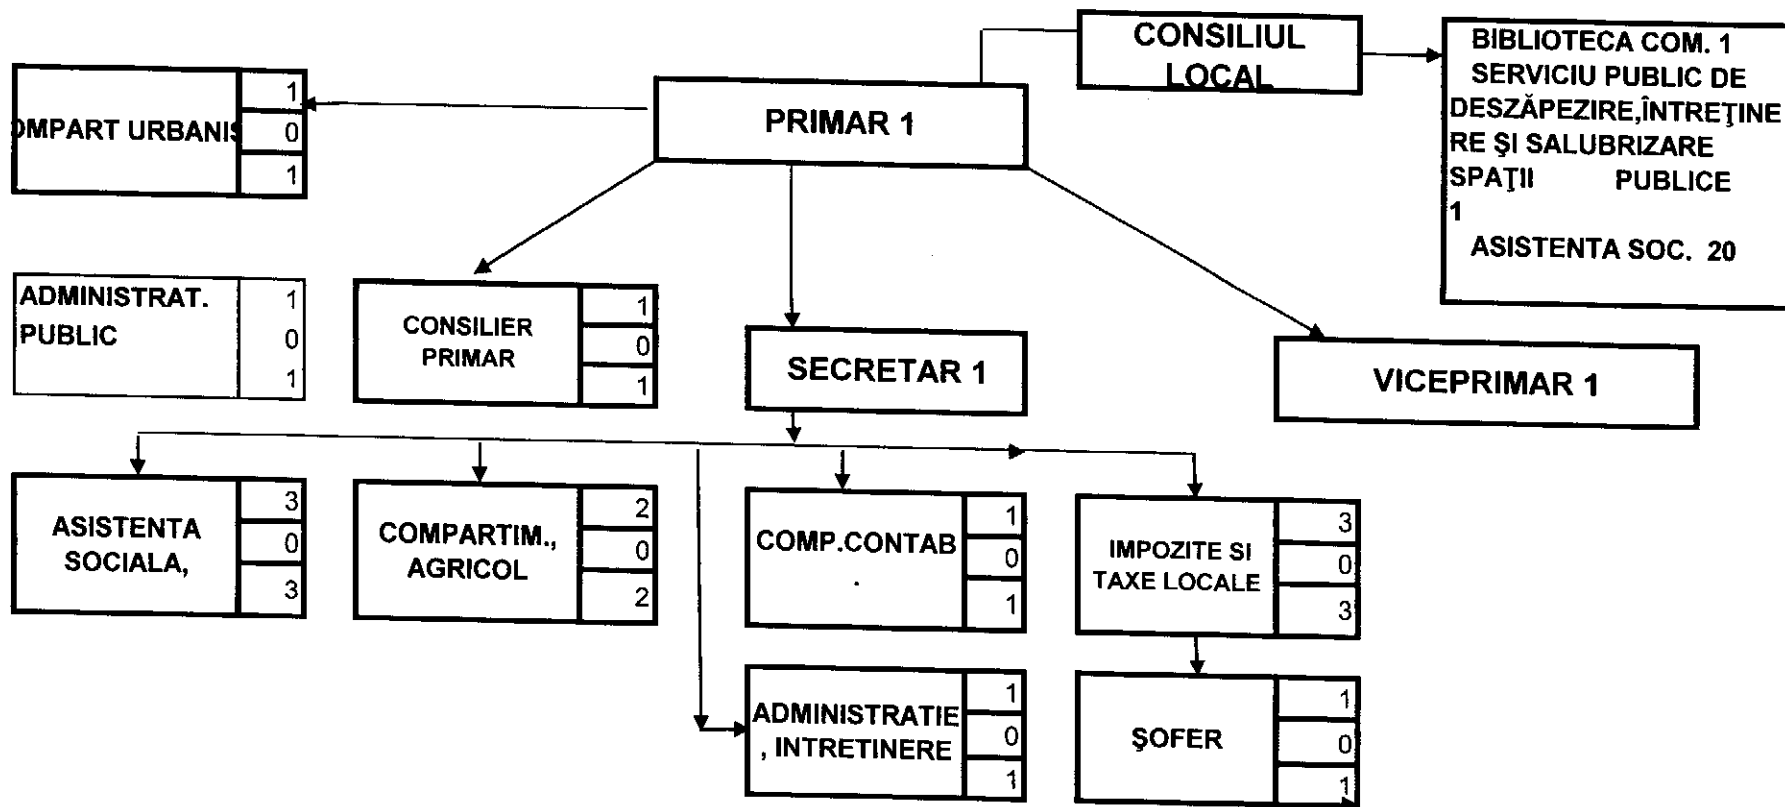 CONSILIUL
LOCAL
BIBLIOTECA COM. 1
SERVICIU PUBLIC DE
DESZĂPEZIRE,ÎNTREŢINE
RE ŞI SALUBRIZARE
SPAŢII PUBLICE
1
ASISTENTA SOC. 20
PRIMAR 1
OMPART URBANIS
1
0
1
ADMINISTRAT.
PUBLIC
1
0
1
CONSILIER
PRIMAR
1
0
1
SECRETAR 1
VICEPRIMAR 1
ASISTENTA
SOCIALA,
3
0
3
COMPARTIM.,
AGRICOL
2
0
2
COMP.CONTAB
.
1
0
1
IMPOZITE SI
TAXE LOCALE
3
0
3
ADMINISTRATIE
, INTRETINERE
1
0
1
ŞOFER
1
0
1